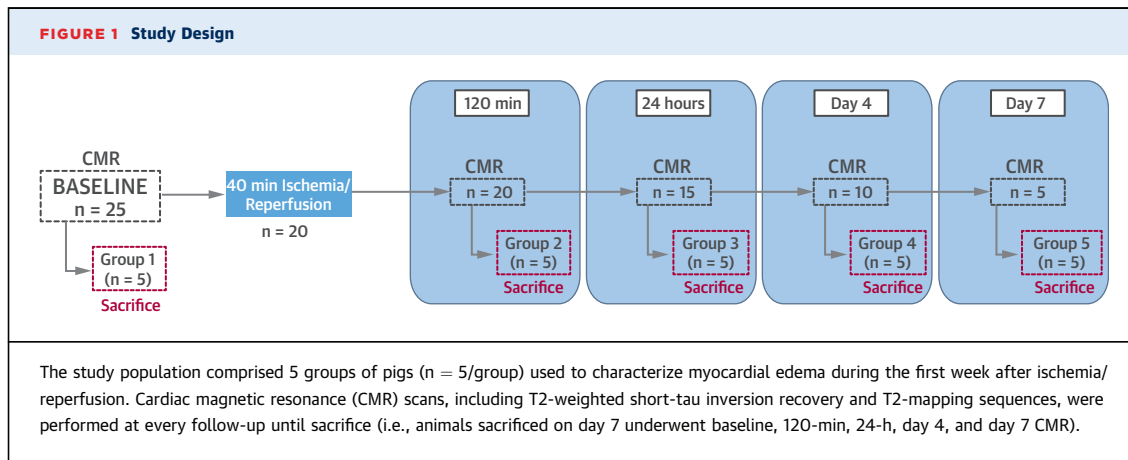 FIGURE 1 Study Design
120 min
24 hours
Day 4
Day 7
CMR
BASELINE
n = 25
40 min Ischemia/
Reperfusion
n = 20
CMR
n = 20
CMR
n = 15
CMR
n = 10
CMR
n = 5
Group 1
(n = 5)
Sacrifice
Group 2
(n = 5)
Sacrifice
Group 3
(n = 5)
Sacrifice
Group 4
(n = 5)
Sacrifice
Group 5
(n = 5)
Sacrifice
The study population comprised 5 groups of pigs (n = 5/group) used to characterize myocardial edema during the first week after ischemia/
reperfusion. Cardiac magnetic resonance (CMR) scans, including T2-weighted short-tau inversion recovery and T2-mapping sequences, were
performed at every follow-up until sacrifice (i.e., animals sacrificed on day 7 underwent baseline, 120-min, 24-h, day 4, and day 7 CMR).